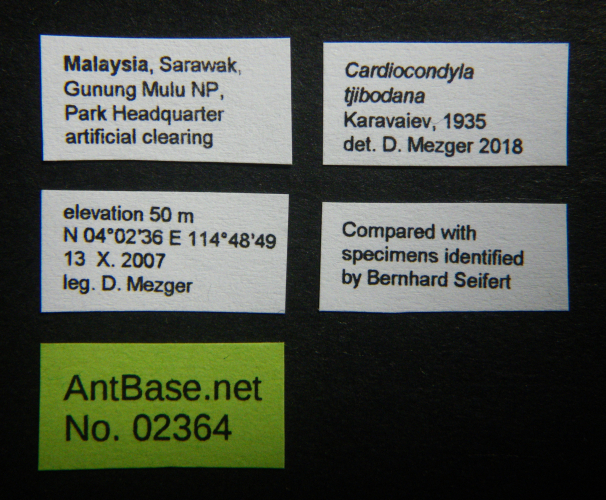 Malaysia, Sarawak,
Gunung Mulu NP,
Park Headquarter
artificial clearing
Cardiocondyla
tjibodana
Karavaiev, 1935
det. D. Mezger 2018
elevation 50 m
N 04°02'36 E 114°48'49
13 X. 2007
leg. D. Mezger
Compared with
specimens identified
by Bernhard Seifert
AntBase.net
No. 02364